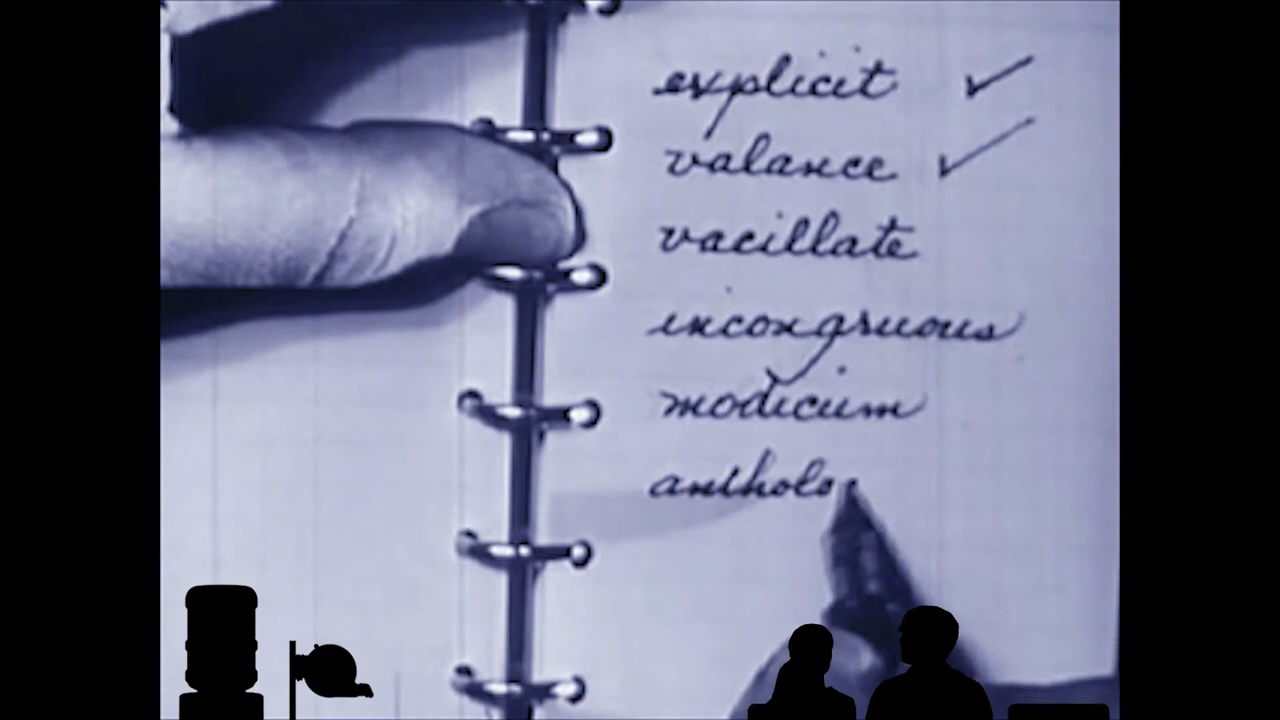 explicit ✓
valance ✓
vacillate
incongruous
modicum
antholo